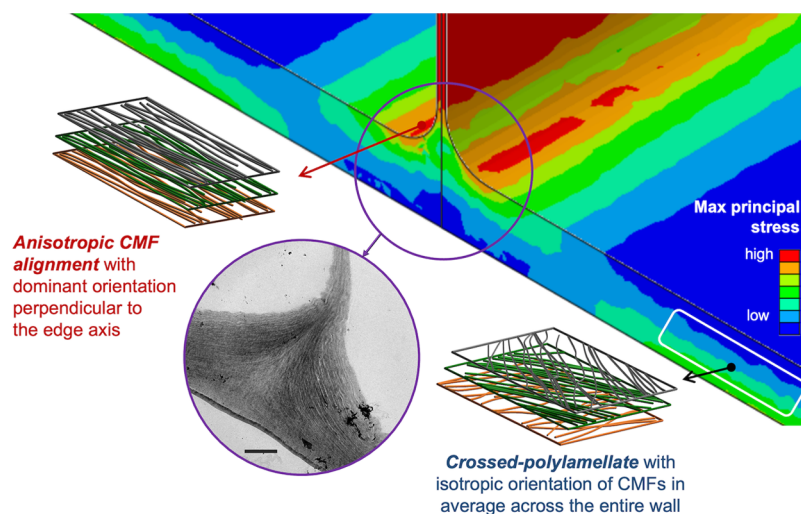 Max principal
stress
high
low
Anisotropic CMF
alignment with
dominant orientation
perpendicular to
the edge axis
Crossed-polylamellate with
isotropic orientation of CMFs in
average across the entire wall